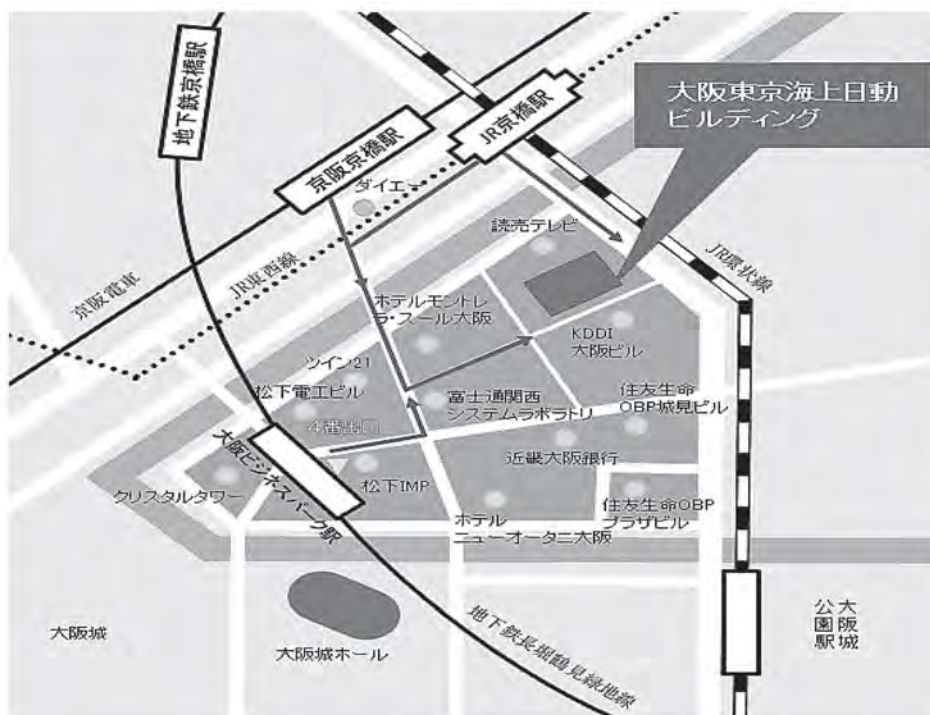 地下鉄京橋駅
京阪京橋駅
JR京橋駅
大阪東京海上日動
ビルディング
ダイエー
読売テレビ
京阪電車
JR東西線
JR環状線
ホテルモントレ
ラ・スール大阪
KDDI
大阪ビル
ツイン21
松下電工ビル
富士通関西
システムラボラトリ
住友生命
OBP城見ビル
4番出口
近畿大阪銀行
大阪ビジネスパーク駅
クリスタルタワー
松下IMP
住友生命OBP
プラザビル
ホテル
ニューオータニ大阪
大阪城
大阪城ホール
地下鉄長堀鶴見緑地線
大阪城
公園駅